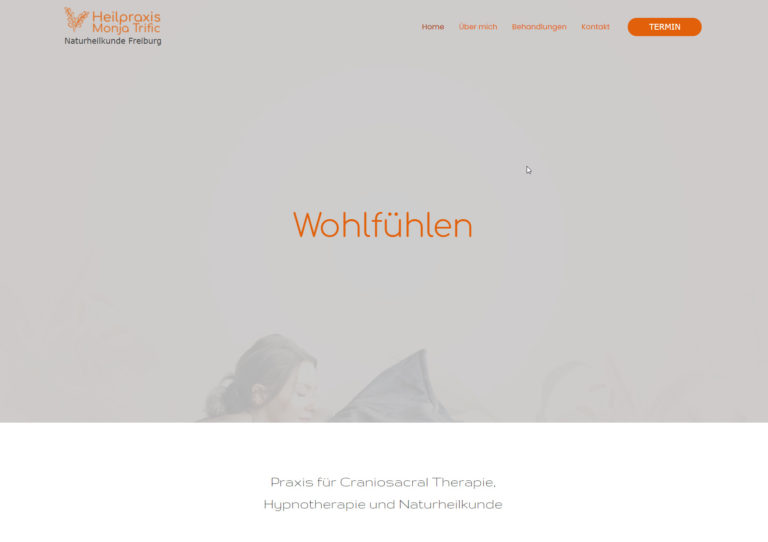 Heilpraxis
Monja Trific
Naturheilkunde Freiburg
Home Über mich Behandlungen Kontakt TERMIN
Wohlfühlen
Praxis für Craniosacral Therapie,
Hypnotherapie und Naturheilkunde